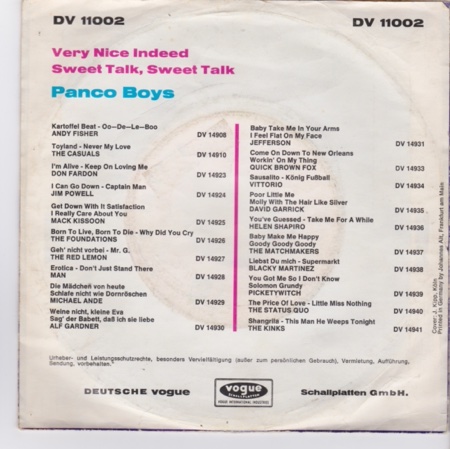 DV 11002
DV 11002
Very Nice Indeed
Sweet Talk, Sweet Talk
Panco Boys
Kartoffel Beat - Oo-De-Le-Boo
ANDY FISHER DV 14908
Toyland - Never My Love
THE CASUALS DV 14910
I'm Alive - Keep On Loving Me
DON FARDON DV 14923
I Can Go Down - Captain Man
JIM POWELL DV 14924
Get Down With It Satisfaction
I Really Care About You
MACK KISSOON DV 14925
Born To Live, Born To Die - Why Did You Cry
THE FOUNDATIONS DV 14926
Geh' nicht vorbei - Mr. G.
THE RED LEMON DV 14927
Erotica - Don't Just Stand There
MAN DV 14928
Die Mädchen von heute
Schlafe nicht wie Dornröschen
MICHAEL ANDE DV 14929
Weine nicht, kleine Eva
Sag' der Babett, daß ich sie liebe
ALF GARDNER DV 14930
Baby Take Me In Your Arms
I Feel Flat On My Face
JEFFERSON DV 14931
Come On Down To New Orleans
Workin' On My Thing
QUICK BROWN FOX DV 14933
Sausalito - König Fußball
VITTORIO DV 14934
Poor Little Me
Molly With The Hair Like Silver
DAVID GARRICK DV 14935
You've Guessed - Take Me For A While
HELEN SHAPIRO DV 14936
Baby Make Me Happy
Goody Goody Goody
THE MATCHMAKERS DV 14937
Liebst Du mich - Supermarkt
BLACKY MARTINEZ DV 14938
You Got Me So I Don't Know
Solomon Grundy
PICKETYWITCH DV 14939
The Price Of Love - Little Miss Nothing
THE STATUS QUO DV 14940
Shangrila - This Man He Weeps Tonight
THE KINKS DV 14941
Cover: J. Kipp, Köln
Printed in Germany by Johannes Alt, Frankfurt am Main
Urheber- und Leistungsschutzrechte, besonders Vervielfältigung (außer zum persönlichen Gebrauch), Vermietung, Aufführung,
Sendung, vorbehalten.
DEUTSCHE vogue
vogue
SCHALLPLATTEN
VOGUE INTERNATIONAL INDUSTRIES
Schallplatten GmbH.